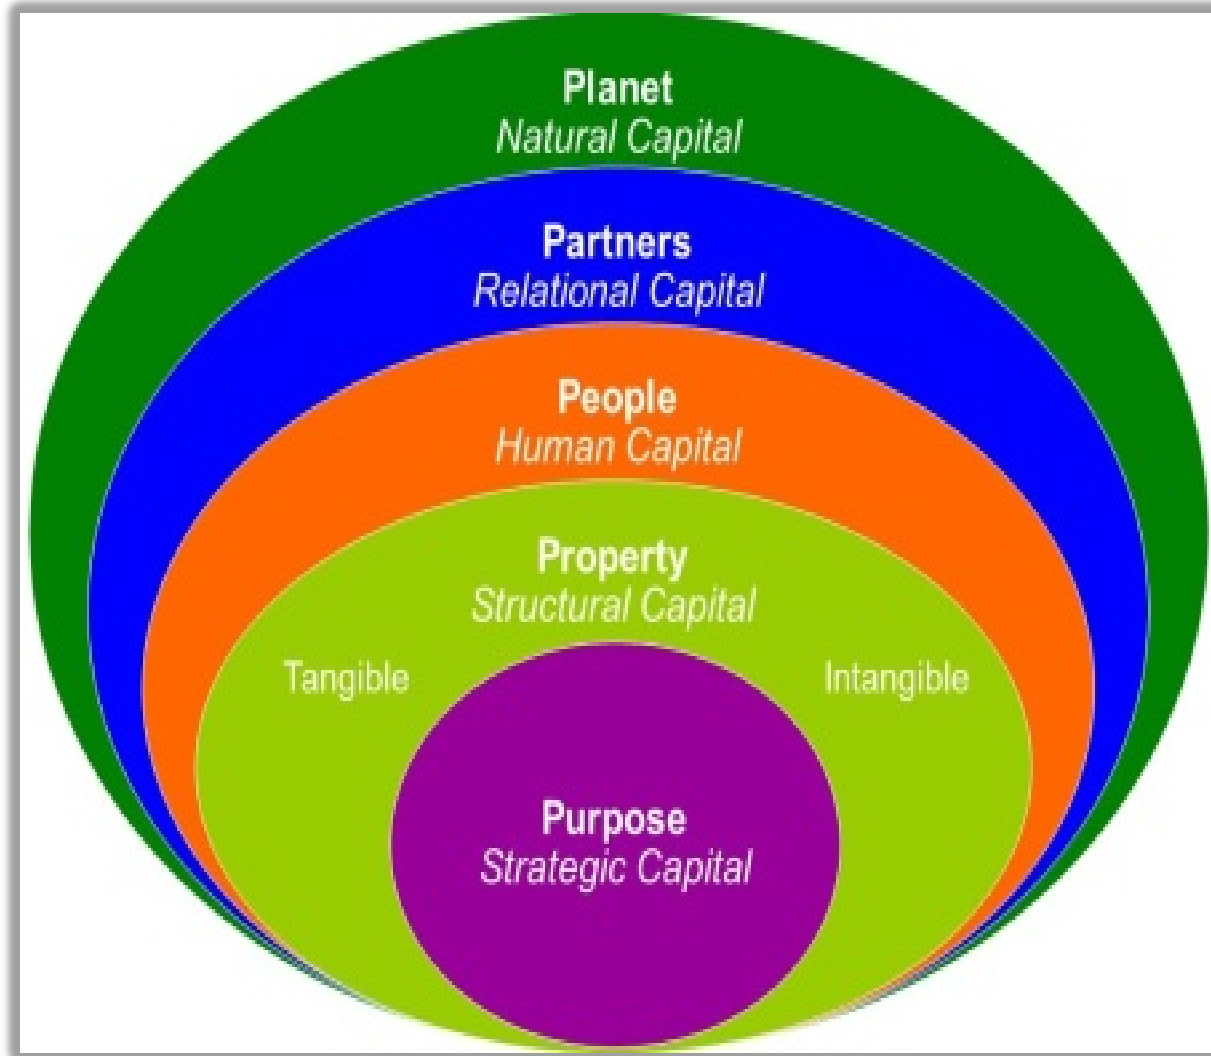 Planet
Natural Capital
Partners
Relational Capital
People
Human Capital
Property
Structural Capital
Tangible
Intangible
Purpose
Strategic Capital